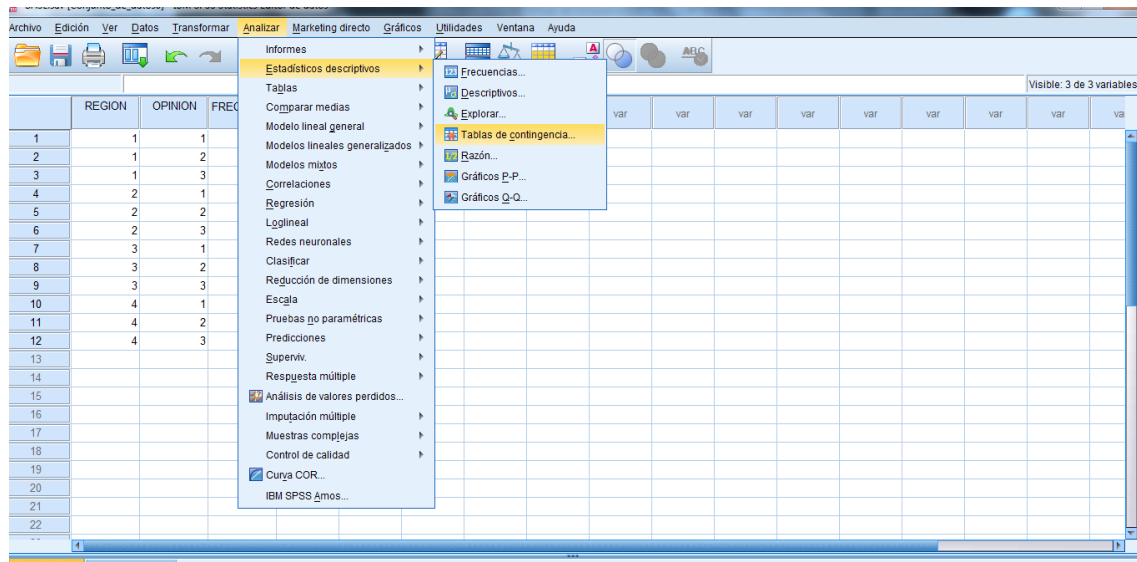 Archivo Edición Ver Datos Transformar Analizar Marketing directo Gráficos Utilidades Ventana Ayuda
Informes
Estadísticos descriptivos
Tablas
Comparar medias
Modelo lineal general
Modelos lineales generalizados
Modelos mixtos
Correlaciones
Regresión
Loglineal
Redes neuronales
Clasificar
Reducción de dimensiones
Escala
Pruebas no paramétricas
Predicciones
Superviv.
Respuesta múltiple
Análisis de valores perdidos...
Imputación múltiple
Muestras complejas
Control de calidad
Curva COR...
IBM SPSS Amos...
Frecuencias...
Descriptivos...
Explorar...
Tablas de contingencia...
Razón...
Gráficos P-P...
Gráficos Q-Q...
Visible: 3 de 3 variables
REGION OPINION FREC var var var var var var var var va
1 1 1
2 1 2
3 1 3
4 2 1
5 2 2
6 2 3
7 3 1
8 3 2
9 3 3
10 4 1
11 4 2
12 4 3
13
14
15
16
17
18
19
20
21
22